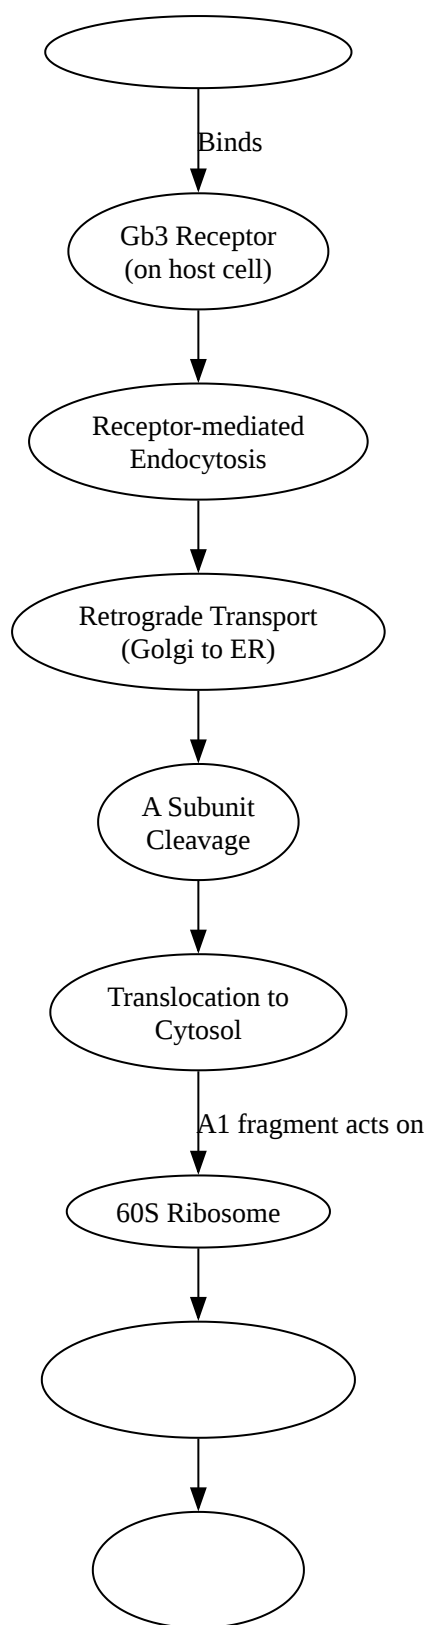 Binds
Gb3 Receptor
(on host cell)
Receptor-mediated
Endocytosis
Retrograde Transport
(Golgi to ER)
A Subunit
Cleavage
Translocation to
Cytosol
A1 fragment acts on
60S Ribosome